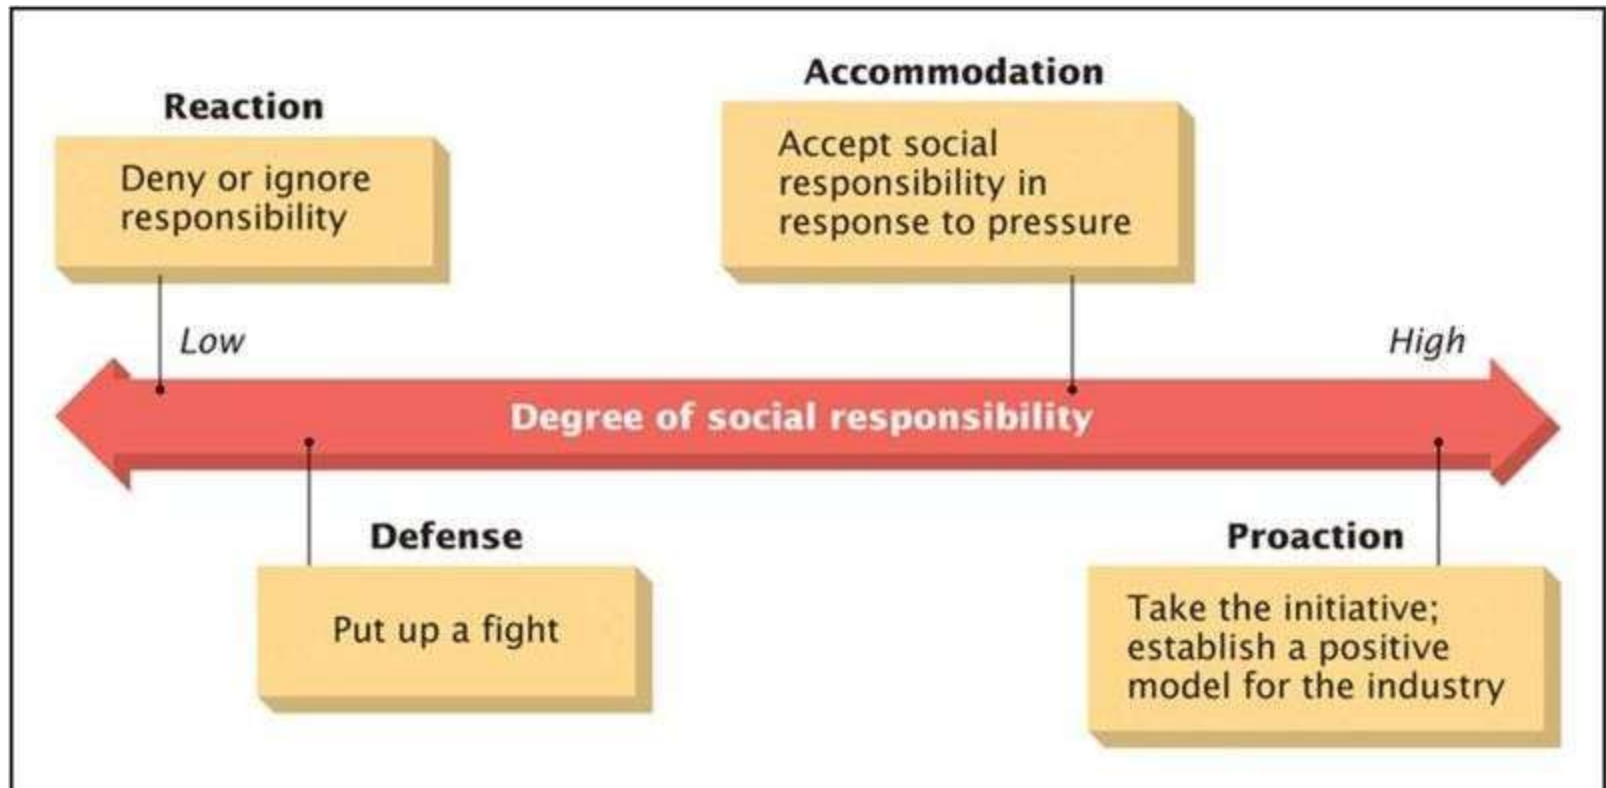 Reaction
Deny or ignore
responsibility
Accommodation
Accept social
responsibility in
response to pressure
Low
High
Degree of social responsibility
Defense
Put up a fight
Proaction
Take the initiative;
establish a positive
model for the industry